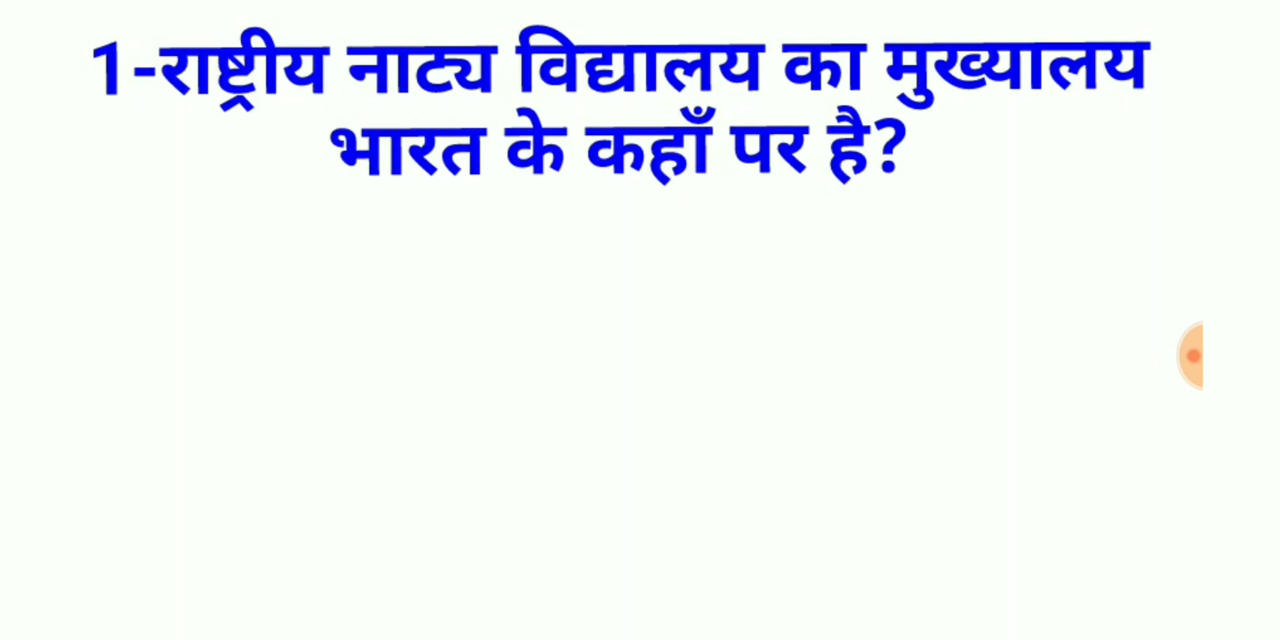 1-राष्ट्रीय नाट्य विद्यालय का मुख्यालय
भारत के कहाँ पर है?